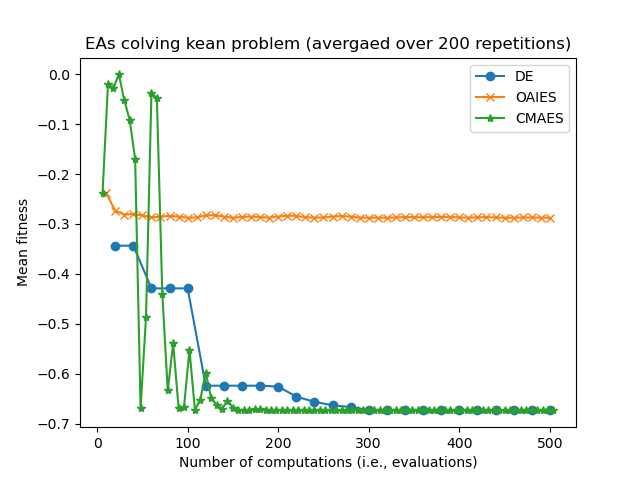 EAs colving kean problem (avergaed over 200 repetitions)
DE
OAIES
CMAES
0.0
−0.1
−0.2
−0.3
−0.4
−0.5
−0.6
−0.7
Mean fitness
0 100 200 300 400 500
Number of computations (i.e., evaluations)